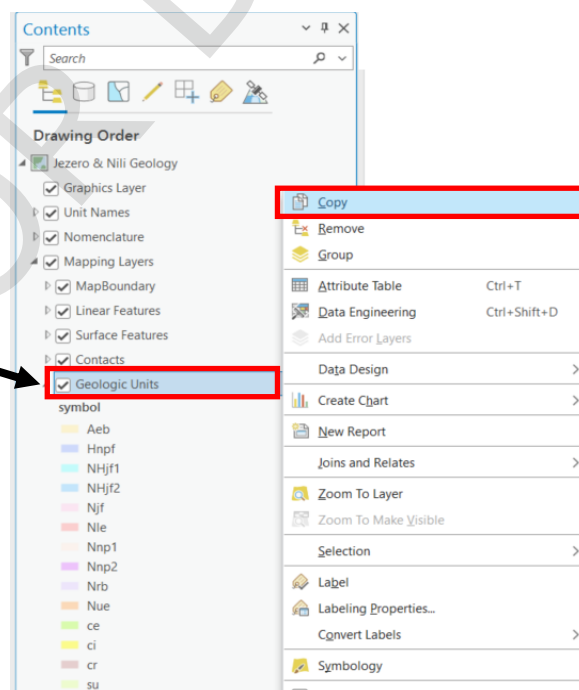 Contents
Search
Drawing Order
Jezero & Nili Geology
Graphics Layer
Unit Names
Nomenclature
Mapping Layers
MapBoundary
Linear Features
Surface Features
Contacts
Geologic Units
symbol
Aeb
Hnpf
NHjf1
NHjf2
Njf
Nle
Nnp1
Nnp2
Nrb
Nue
ce
ci
cr
su
Copy
Remove
Group
Attribute Table Ctrl+T
Data Engineering Ctrl+Shift+D
Add Error Layers
Data Design
Create Chart
New Report
Joins and Relates
Zoom To Layer
Zoom To Make Visible
Selection
Label
Labeling Properties...
Convert Labels
Symbology